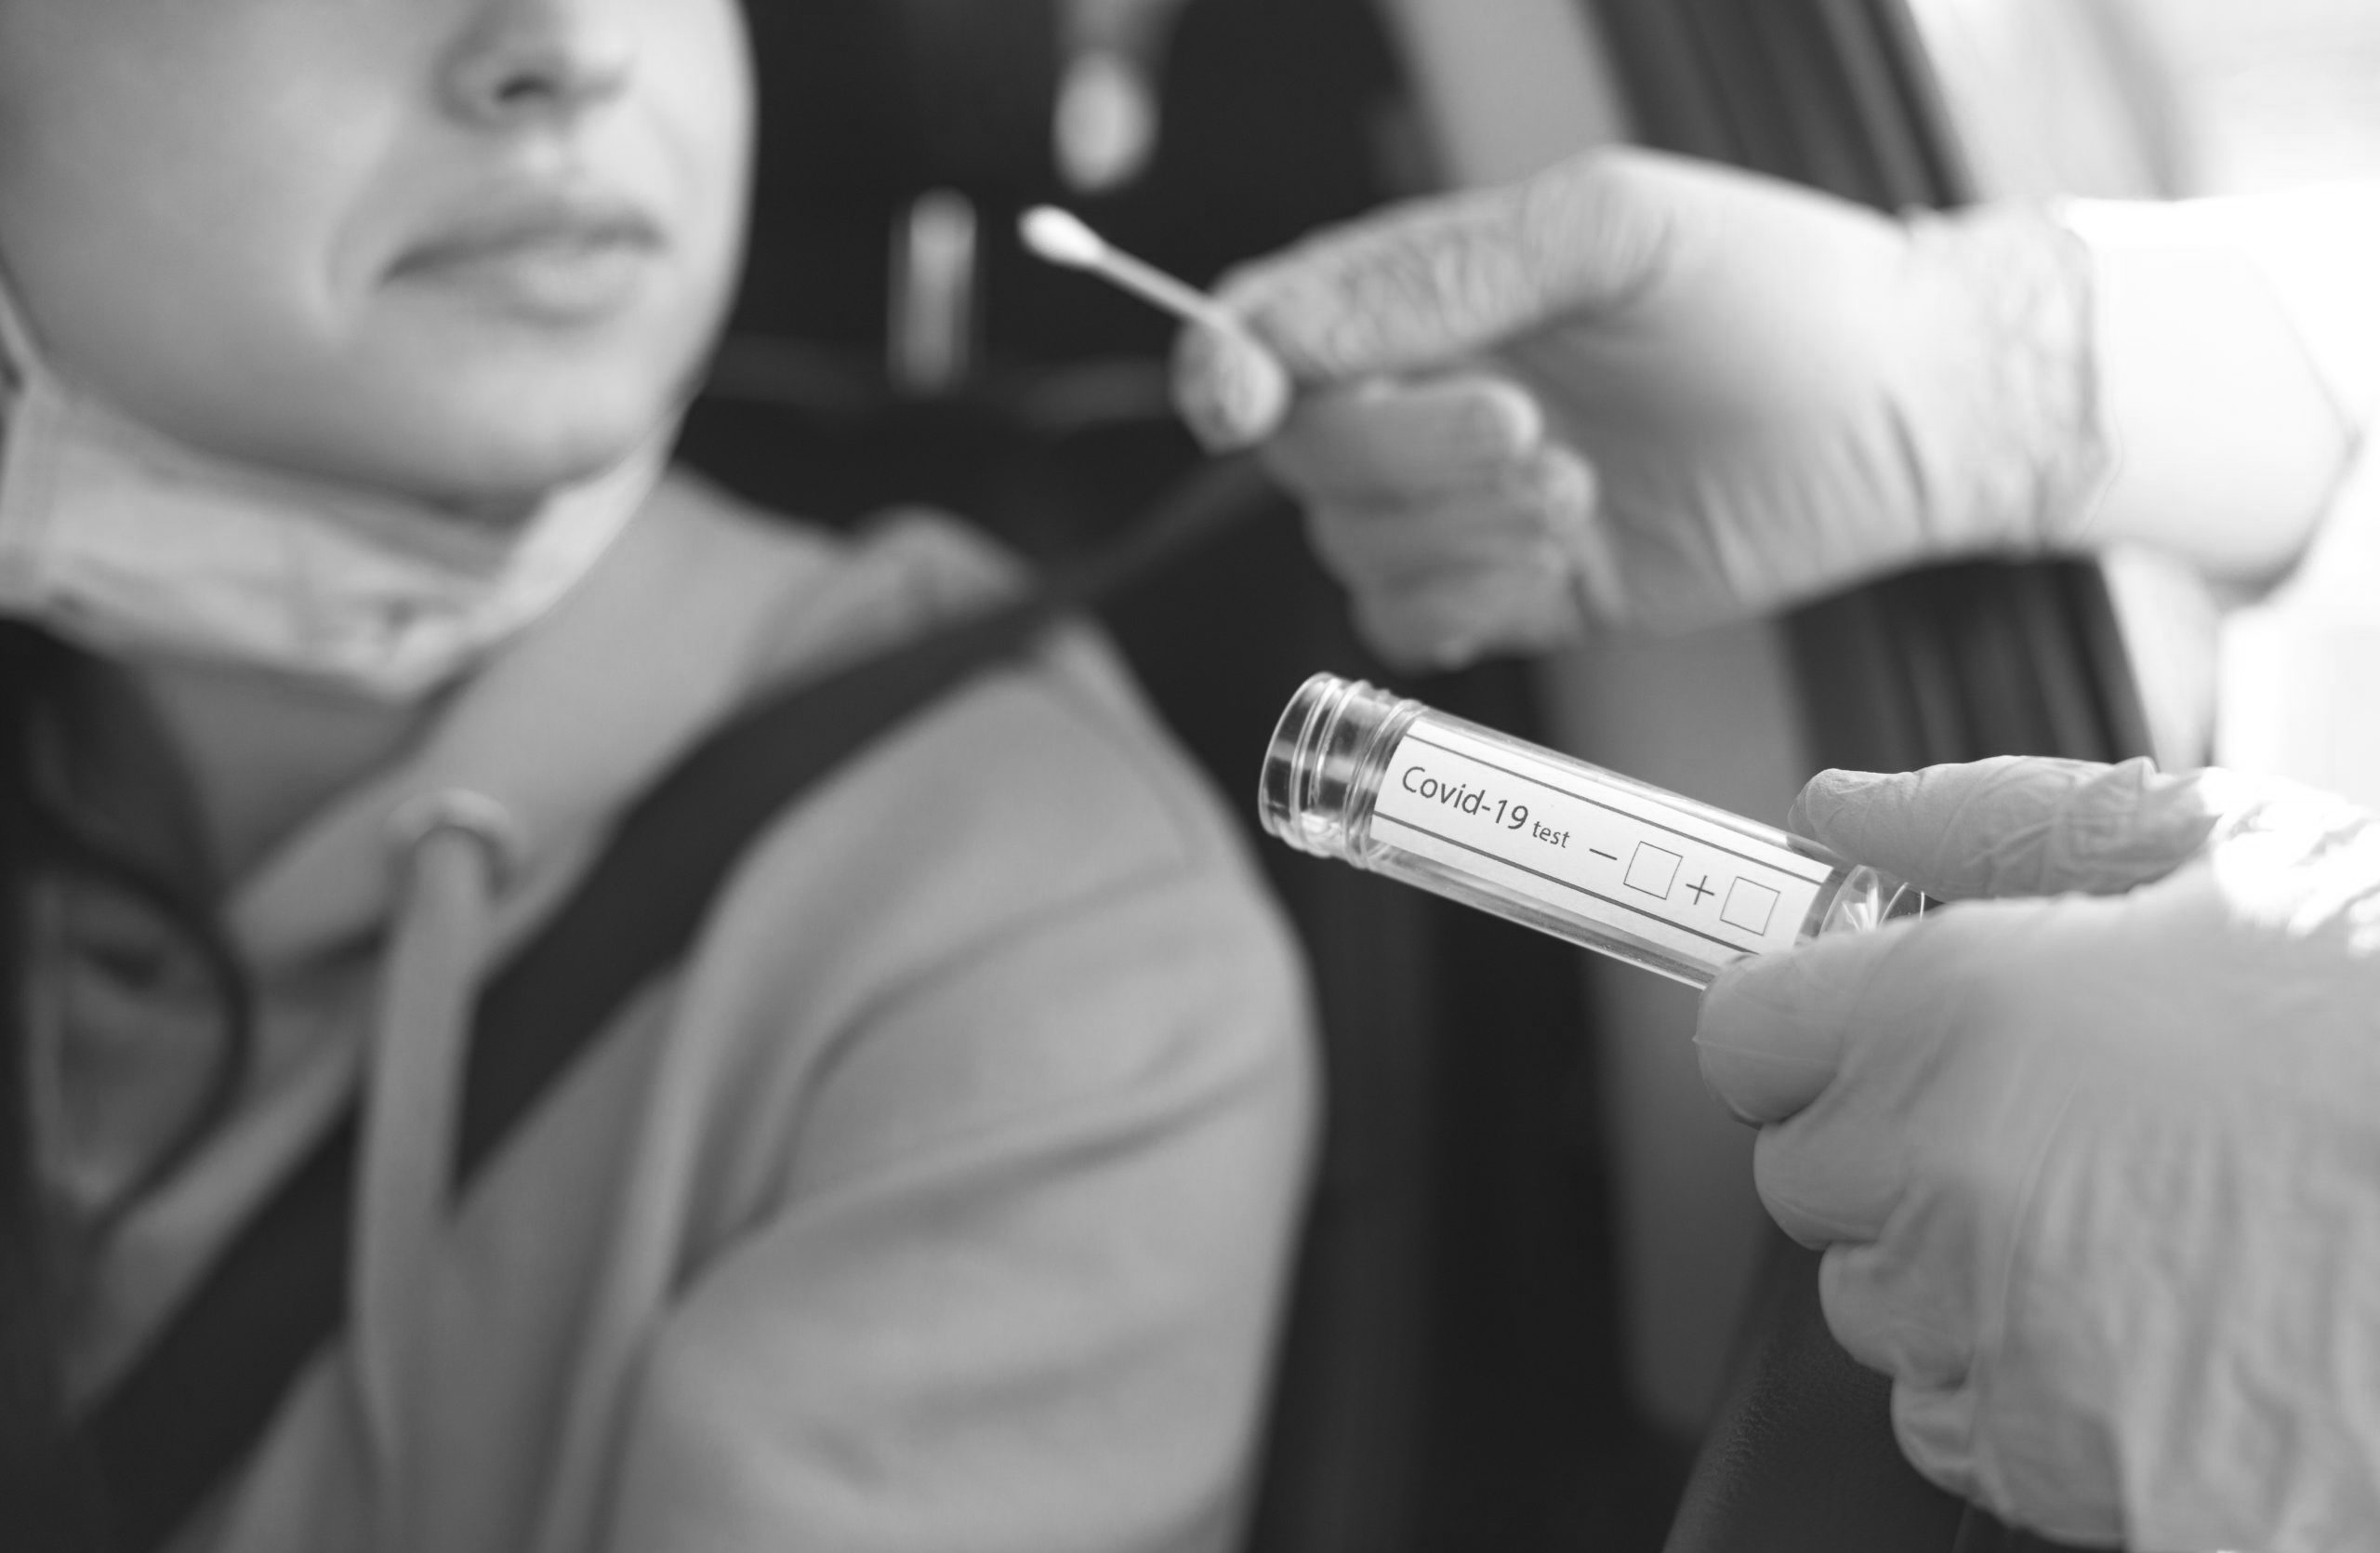 Covid-19 test - □ + □